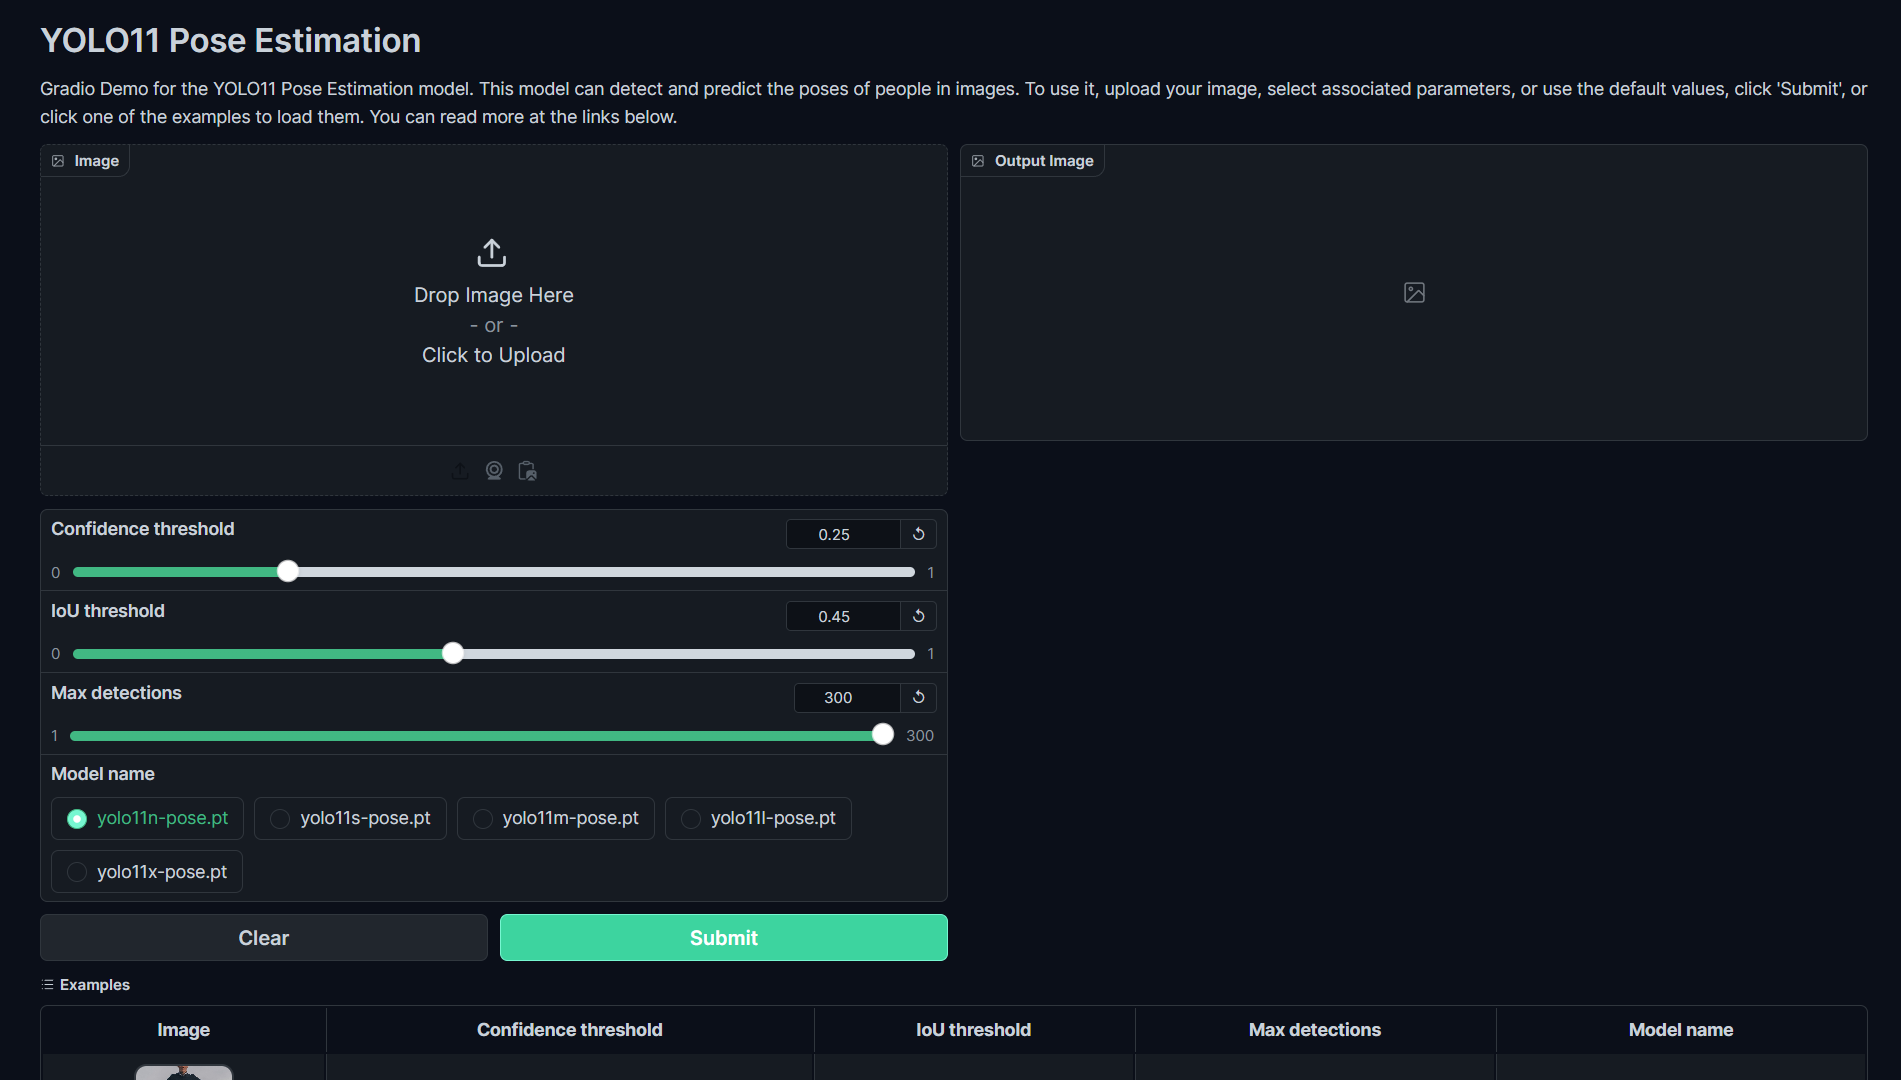 YOLO11 Pose Estimation
Gradio Demo for the YOLO11 Pose Estimation model. This model can detect and predict the poses of people in images. To use it, upload your image, select associated parameters, or use the default values, click 'Submit', or
click one of the examples to load them. You can read more at the links below.
Image
Output Image
Drop Image Here
- or -
Click to Upload
Confidence threshold
0.25
0
1
IoU threshold
0.45
0
1
Max detections
300
1
300
Model name
yolo11n-pose.pt
yolo11s-pose.pt
yolo11m-pose.pt
yolo11l-pose.pt
yolo11x-pose.pt
Clear
Submit
Examples
Image
Confidence threshold
IoU threshold
Max detections
Model name